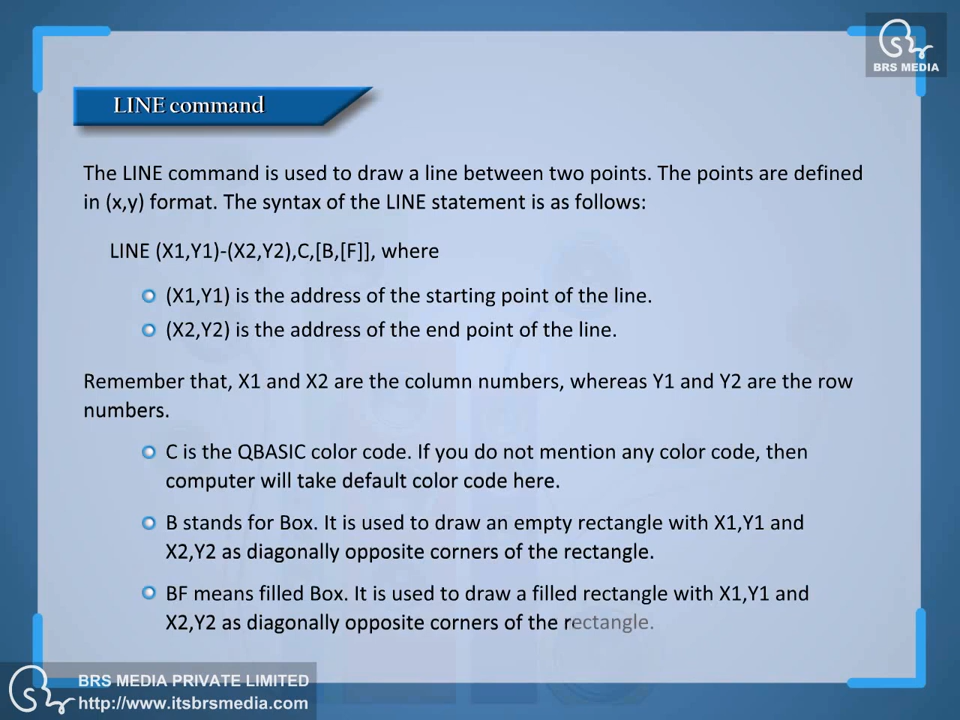 BRS MEDIA
LINE command
The LINE command is used to draw a line between two points. The points are defined
in (x,y) format. The syntax of the LINE statement is as follows:
LINE (X1,Y1)-(X2,Y2),C,[B,[F]], where
(X1,Y1) is the address of the starting point of the line.
(X2,Y2) is the address of the end point of the line.
Remember that, X1 and X2 are the column numbers, whereas Y1 and Y2 are the row
numbers.
C is the QBASIC color code. If you do not mention any color code, then
computer will take default color code here.
B stands for Box. It is used to draw an empty rectangle with X1,Y1 and
X2,Y2 as diagonally opposite corners of the rectangle.
BF means filled Box. It is used to draw a filled rectangle with X1,Y1 and
X2,Y2 as diagonally opposite corners of the rectangle.
BRS MEDIA PRIVATE LIMITED
http://www.itsbrsmedia.com